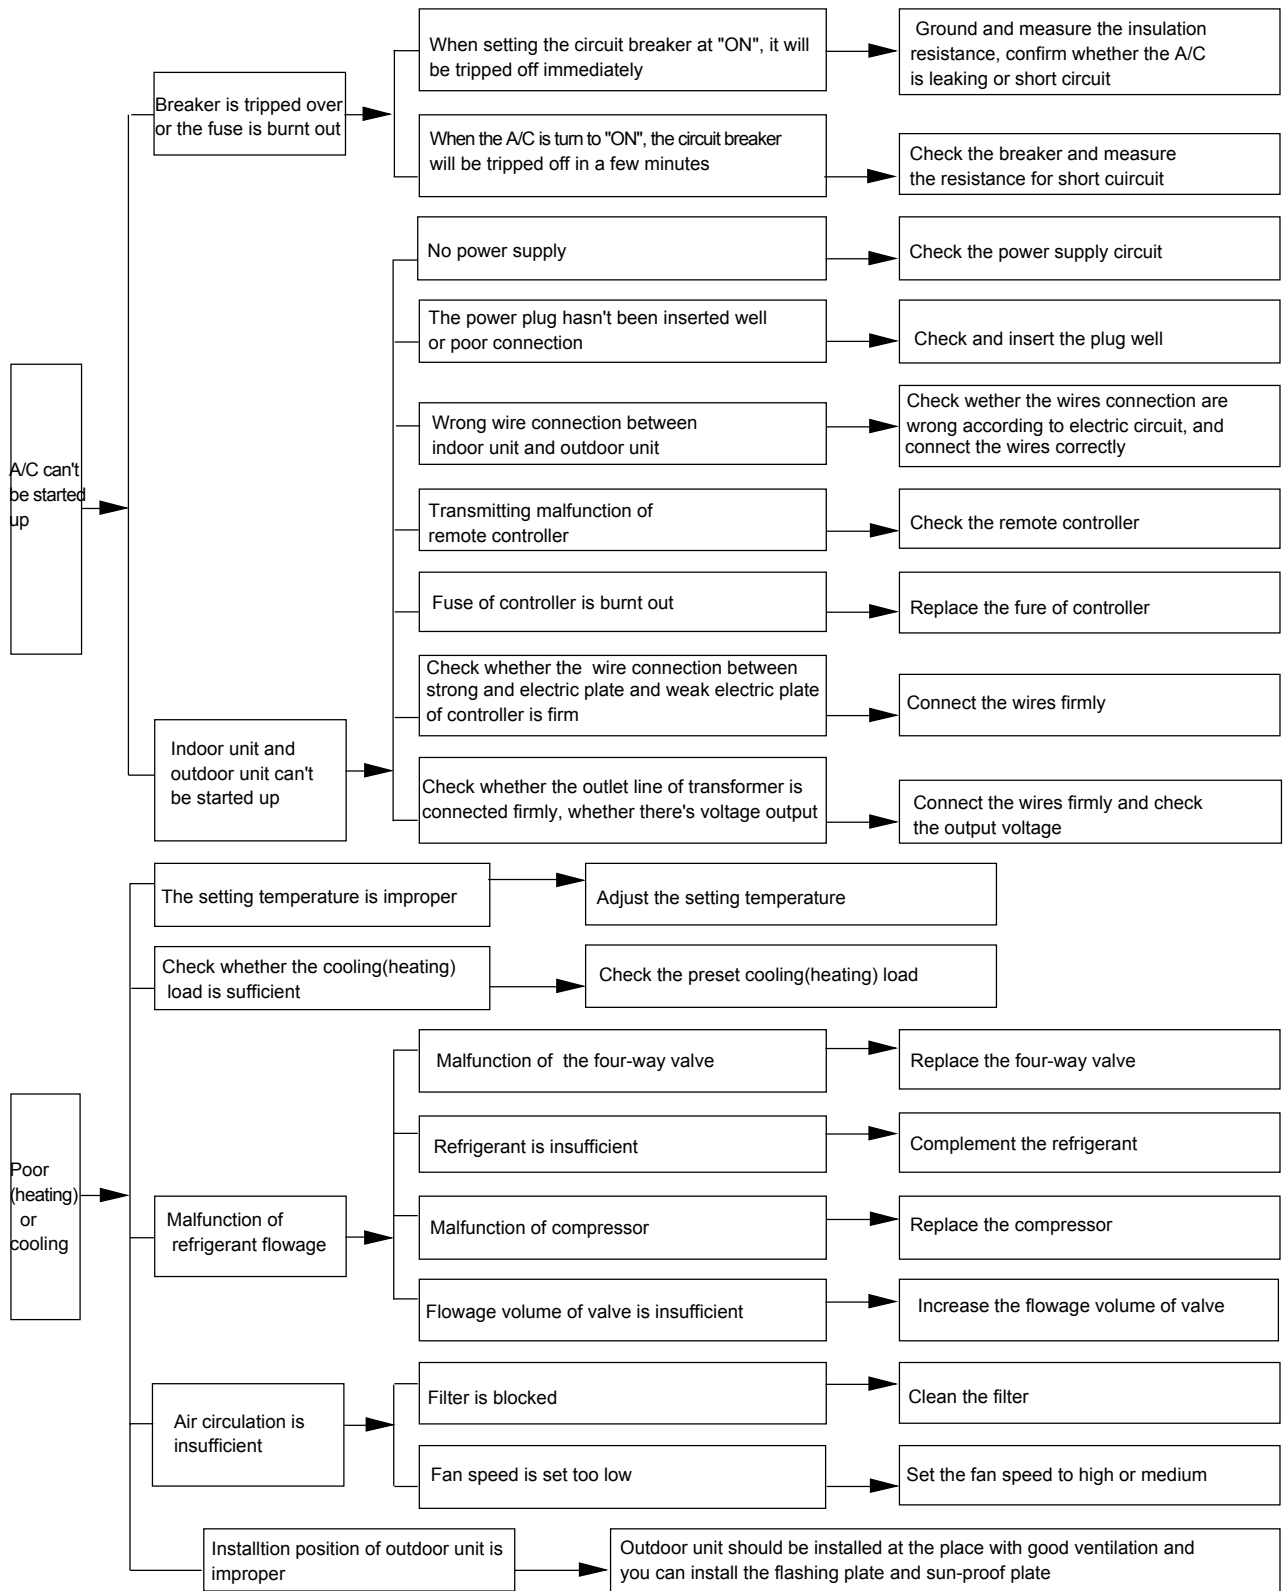 A/C can't
be started
up
Breaker is tripped over
or the fuse is burnt out
When setting the circuit breaker at "ON", it will
be tripped off immediately
Ground and measure the insulation
resistance, confirm whether the A/C
is leaking or short circuit
When the A/C is turn to "ON", the circuit breaker
will be tripped off in a few minutes
Check the breaker and measure
the resistance for short cuircuit
Indoor unit and
outdoor unit can't
be started up
No power supply
Check the power supply circuit
The power plug hasn't been inserted well
or poor connection
Check and insert the plug well
Wrong wire connection between
indoor unit and outdoor unit
Check wether the wires connection are
wrong according to electric circuit, and
connect the wires correctly
Transmitting malfunction of
remote controller
Check the remote controller
Fuse of controller is burnt out
Replace the fure of controller
Check whether the wire connection between
strong and electric plate and weak electric plate
of controller is firm
Connect the wires firmly
Check whether the outlet line of transformer is
connected firmly, whether there's voltage output
Connect the wires firmly and check
the output voltage
Poor
(heating)
or
cooling
The setting temperature is improper
Adjust the setting temperature
Check whether the cooling(heating)
load is sufficient
Check the preset cooling(heating) load
Malfunction of
refrigerant flowage
Malfunction of the four-way valve
Replace the four-way valve
Refrigerant is insufficient
Complement the refrigerant
Malfunction of compressor
Replace the compressor
Flowage volume of valve is insufficient
Increase the flowage volume of valve
Air circulation is
insufficient
Filter is blocked
Clean the filter
Fan speed is set too low
Set the fan speed to high or medium
Installtion position of outdoor unit is
improper
Outdoor unit should be installed at the place with good ventilation and
you can install the flashing plate and sun-proof plate